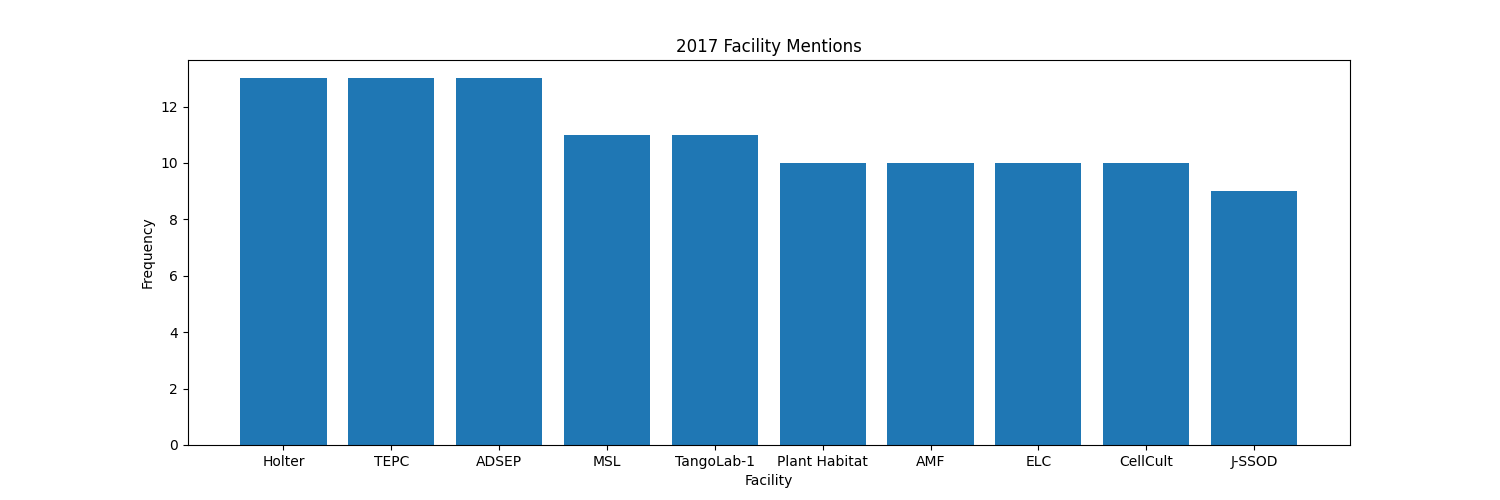 2017 Facility Mentions
12
10
8
6
4
2
0
Frequency
Holter TEPC ADSEP MSL TangoLab-1 Plant Habitat AMF ELC CellCult J-SSOD
Facility